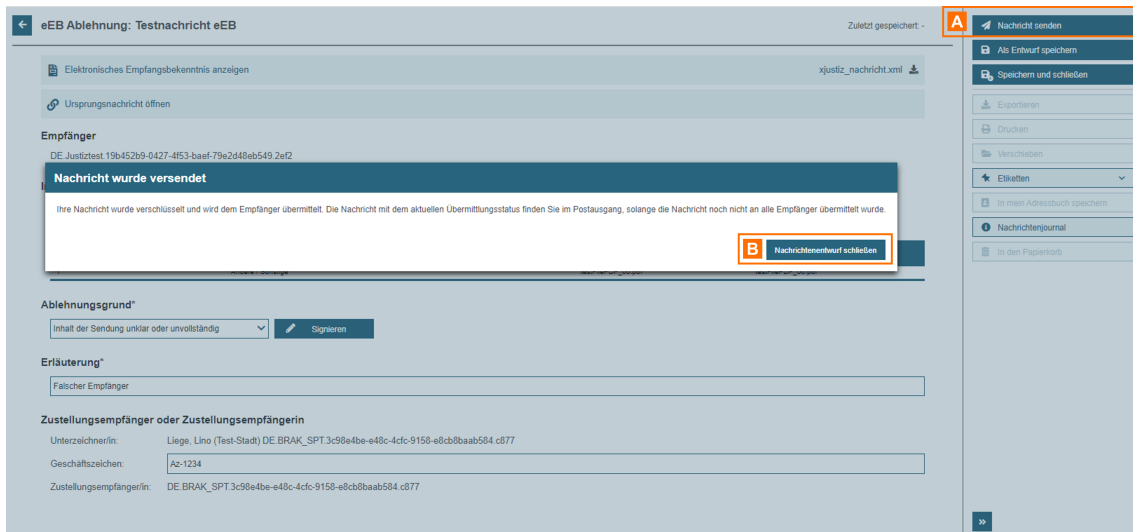 eEB Ablehnung: Testnachricht eEB
Zuletzt gespeichert: -
Elektronisches Empfangsbekenntnis anzeigen
xjustiz_nachricht.xml
Ursprungsnachricht öffnen
Empfänger
DE.Justiztest.19b452b9-0427-4f53-baef-79e2d48eb549.2ef2
Nachricht wurde versendet
Ihre Nachricht wurde verschlüsselt und wird dem Empfänger übermittelt. Die Nachricht mit dem aktuellen Übermittlungsstatus finden Sie im Postausgang, solange die Nachricht noch nicht an alle Empfänger übermittelt wurde.
B
Nachrichtenentwurf schließen
Ablehnungsgrund*
Inhalt der Sendung unklar oder unvollständig
Signieren
Erläuterung*
Falscher Empfänger
Zustellungsempfänger oder Zustellungsempfängerin
Unterzeichner/in: Liege, Lino (Test-Stadt) DE.BRAK_SPT.3c98e4be-e48c-4cfc-9158-e8cb8baab584.c877
Geschäftszeichen: Az-1234
Zustellungsempfänger/in: DE.BRAK_SPT.3c98e4be-e48c-4cfc-9158-e8cb8baab584.c877
A
Nachricht senden
Als Entwurf speichern
Speichern und schließen
Exportieren
Drucken
Verschieben
Etiketten
In mein Adressbuch speichern
Nachrichtenjournal
In den Papierkorb